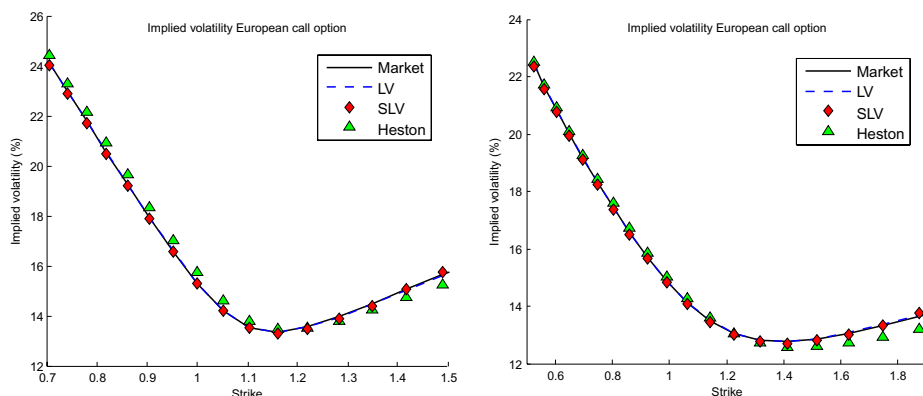 Implied volatility European call option
26
24
22
20
18
16
14
12
Implied volatility (%)
Market
LV
SLV
Heston
0.7 0.8 0.9 1 1.1 1.2 1.3 1.4 1.5
Strike
Implied volatility European call option
24
22
20
18
16
14
12
Implied volatility (%)
Market
LV
SLV
Heston
0.6 0.8 1 1.2 1.4 1.6 1.8
Strike